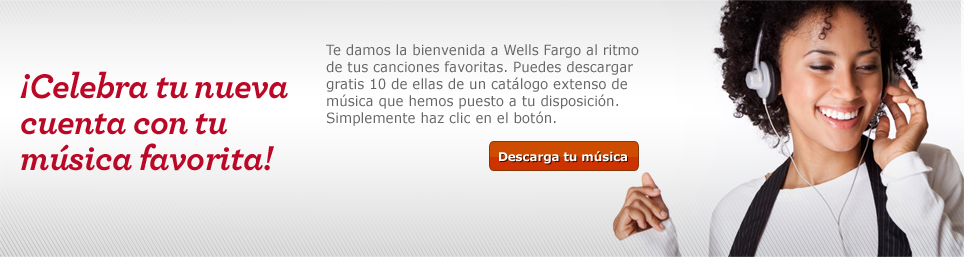 ¡Celebra tu nueva
cuenta con tu
música favorita!
Te damos la bienvenida a Wells Fargo al ritmo
de tus canciones favoritas. Puedes descargar
gratis 10 de ellas de un catálogo extenso de
música que hemos puesto a tu disposición.
Simplemente haz clic en el botón.
Descarga tu música